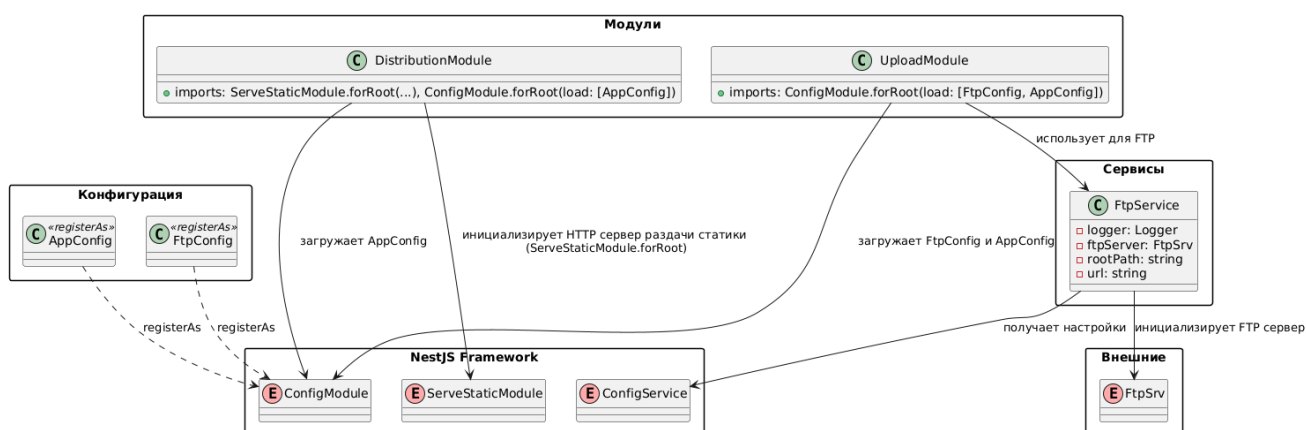 Модули
C DistributionModule
imports: ServeStaticModule.forRoot(...), ConfigModule.forRoot(load: [AppConfig])
C UploadModule
imports: ConfigModule.forRoot(load: [FtpConfig, AppConfig])
использует для FTP
Конфигурация
C «registerAs»
AppConfig
C «registerAs»
FtpConfig
Сервисы
C FtpService
logger: Logger
ftpServer: FtpSrv
rootPath: string
url: string
загружает AppConfig
инициализирует HTTP сервер раздачи статики
(ServeStaticModule.forRoot)
загружает FtpConfig и AppConfig
registerAs
registerAs
получает настройки
инициализирует FTP сервер
NestJS Framework
E ConfigModule
E ServeStaticModule
E ConfigService
Внешние
E FtpSrv